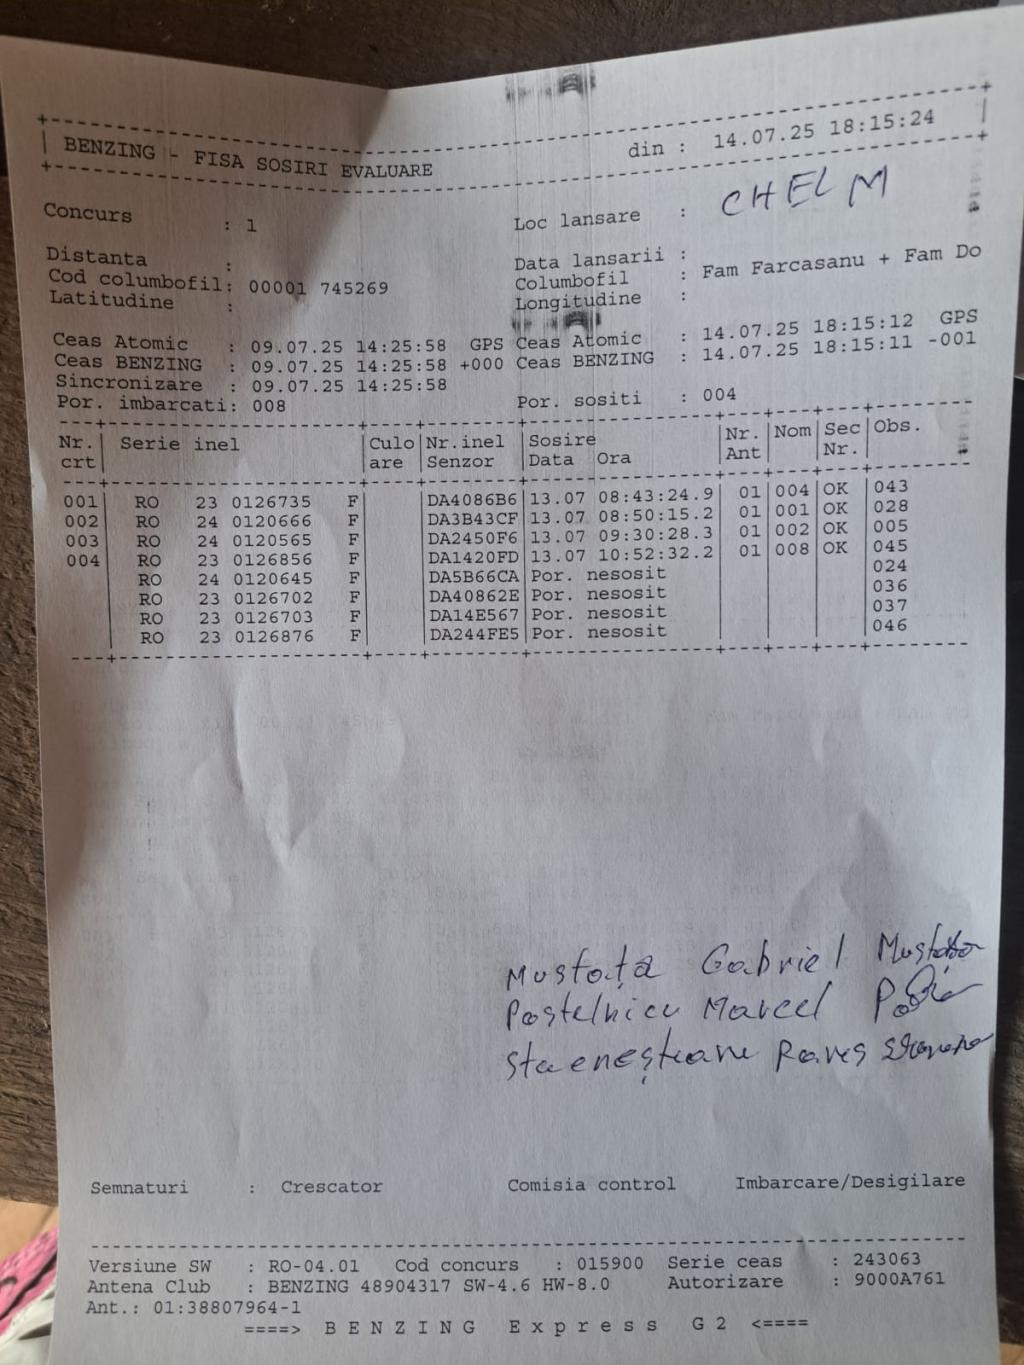 BENZING - FISA SOSIRI EVALUARE din : 14.07.25 18:15:24
Concurs : 1 Loc lansare : CHELM
Distanta : Data lansarii :
Cod columbofil: 00001 745269 Columbofil : Fam Farcasanu + Fam Do
Latitudine : Longitudine :
Ceas Atomic : 09.07.25 14:25:58 GPS Ceas Atomic : 14.07.25 18:15:12 GPS
Ceas BENZING : 09.07.25 14:25:58 +000 Ceas BENZING : 14.07.25 18:15:11 -001
Sincronizare : 09.07.25 14:25:58
Por. imbarcati: 008 Por. sositi : 004
Nr. Serie inel Culo Nr.inel Sosire Nr. Nom Sec Obs.
crt are Senzor Data Ora Ant Nr.
001 RO 23 0126735 F DA4086B6 13.07 08:43:24.9 01 004 OK 043
002 RO 24 0120666 F DA3B43CF 13.07 08:50:15.2 01 001 OK 028
003 RO 24 0120565 F DA2450F6 13.07 09:30:28.3 01 002 OK 005
004 RO 23 0126856 F DA1420FD 13.07 10:52:32.2 01 008 OK 045
RO 24 0120645 F DA5B66CA Por. nesosit 024
RO 23 0126702 F DA40862E Por. nesosit 036
RO 23 0126703 F DA14E567 Por. nesosit 037
RO 23 0126876 F DA244FE5 Por. nesosit 046
Mustață Gabriel
Postelnicu Marcel
Rareș
Semnaturi : Crescator Comisia control Imbarcare/Desigilare
Versiune SW : RO-04.01 Cod concurs : 015900 Serie ceas : 243063
Antena Club : BENZING 48904317 SW-4.6 HW-8.0 Autorizare : 9000A761
Ant.: 01:38807964-1
====> B E N Z I N G E x p r e s s G 2 <====